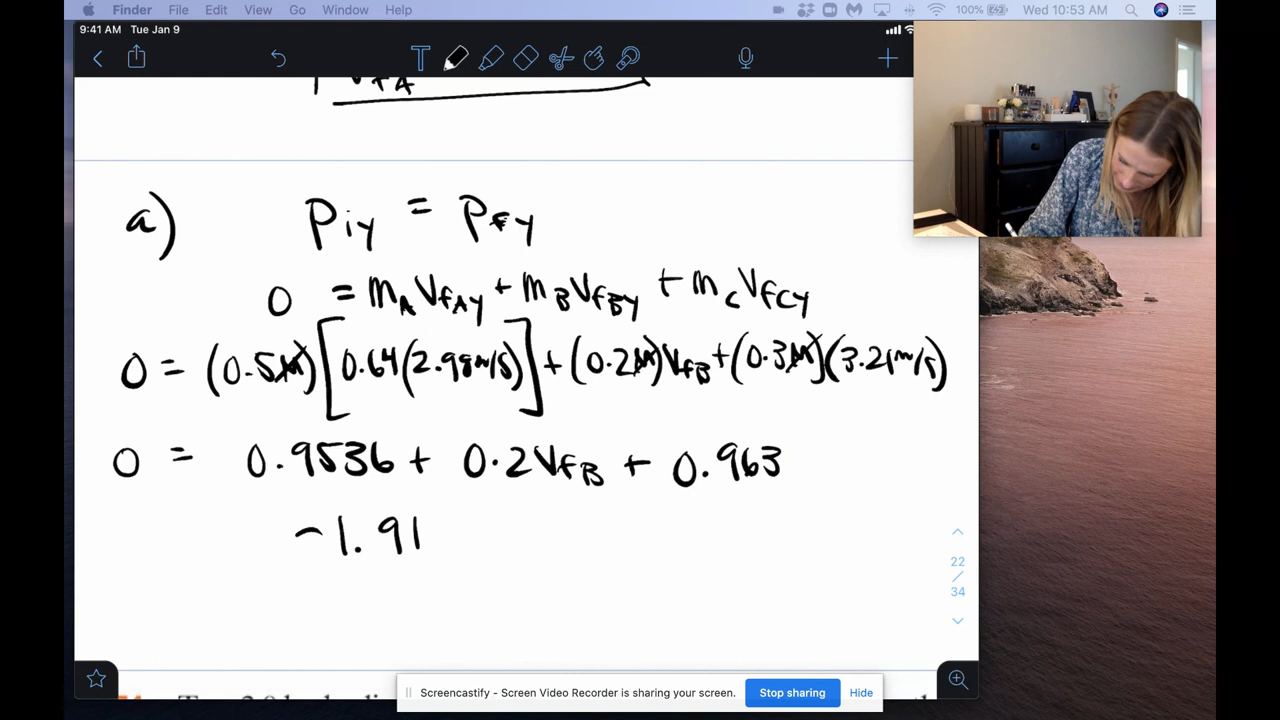 Finder File Edit View Go Window Help 100% Wed 10:53 AM
9:41 AM Tue Jan 9
T
a) Piy = Pfy
0 = mAVfAy + mBVfBy + mCVfCy
0 = (0.5M)[0.64(2.98m/s)] + (0.2M)VfB + (0.3M)(3.21m/s)
0 = 0.9536 + 0.2VfB + 0.963
-1.91
22
/
34
Screencastify - Screen Video Recorder is sharing your screen. Stop sharing Hide